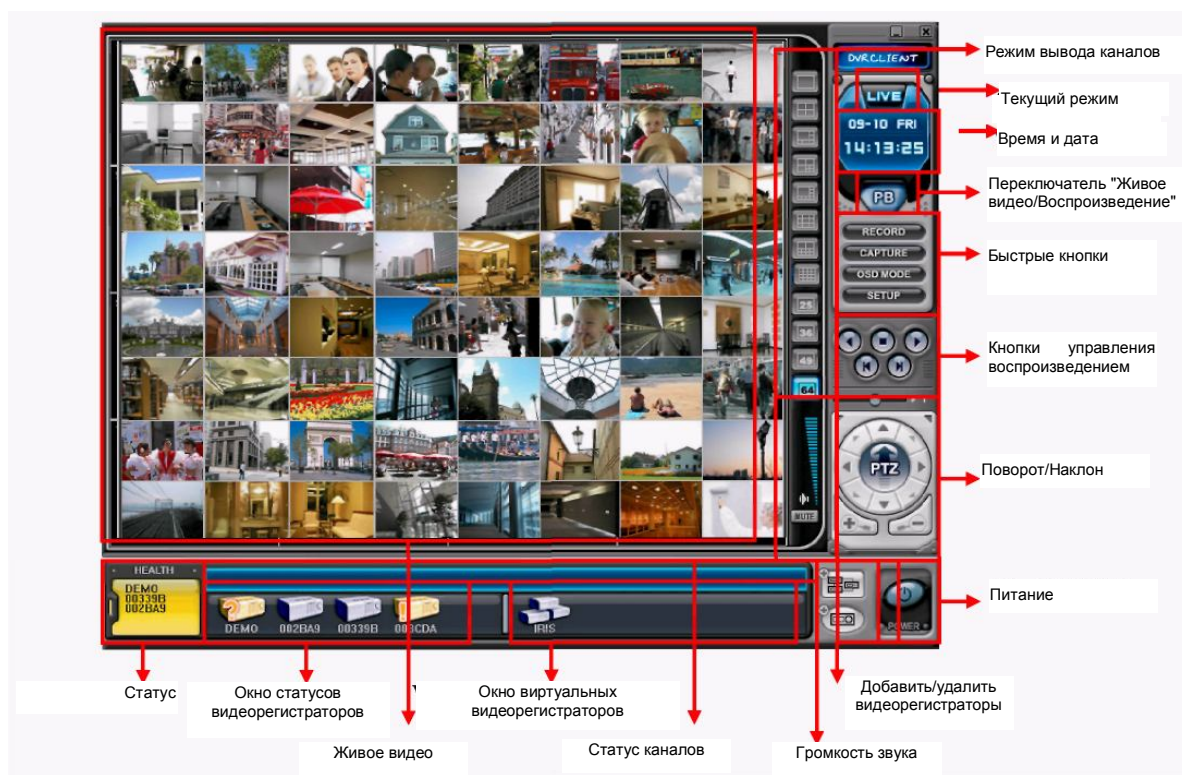 DVRCLIENT
Режим вывода каналов
LIVE
Текущий режим
09-10 FRI
14:13:25
Время и дата
PB
Переключатель "Живое
видео/Воспроизведение"
RECORD
CAPTURE
OSD MODE
SETUP
Быстрые кнопки
25
36
49
64
Кнопки управления
воспроизведением
PTZ
Поворот/Наклон
MUTE
HEALTH
DEMO
00339B
002BA9
DEMO
002BA9
00339B
IRIS
POWER
Питание
Статус
Окно статусов
видеорегистраторов
Окно виртуальных
видеорегистраторов
Добавить/удалить
видеорегистраторы
Живое видео
Статус каналов
Громкость звука